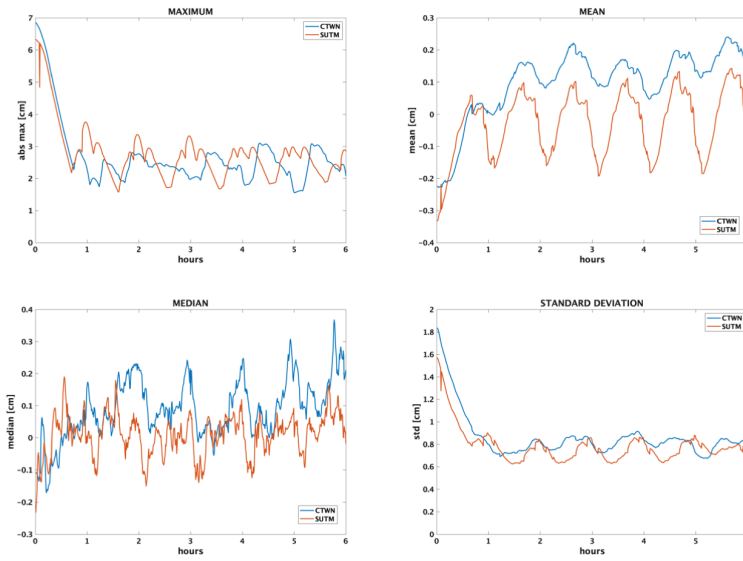 MAXIMUM
CTWN
SUTM
abs max [cm]
7
6
5
4
3
2
1
0
0 1 2 3 4 5 6
hours
MEAN
CTWN
SUTM
mean [cm]
0.3
0.2
0.1
0
−0.1
−0.2
−0.3
−0.4
0 1 2 3 4 5
hours
MEDIAN
CTWN
SUTM
median [cm]
0.4
0.3
0.2
0.1
0
−0.1
−0.2
−0.3
0 1 2 3 4 5 6
hours
STANDARD DEVIATION
CTWN
SUTM
std [cm]
2
1.8
1.6
1.4
1.2
1
0.8
0.6
0.4
0.2
0
0 1 2 3 4 5
hours